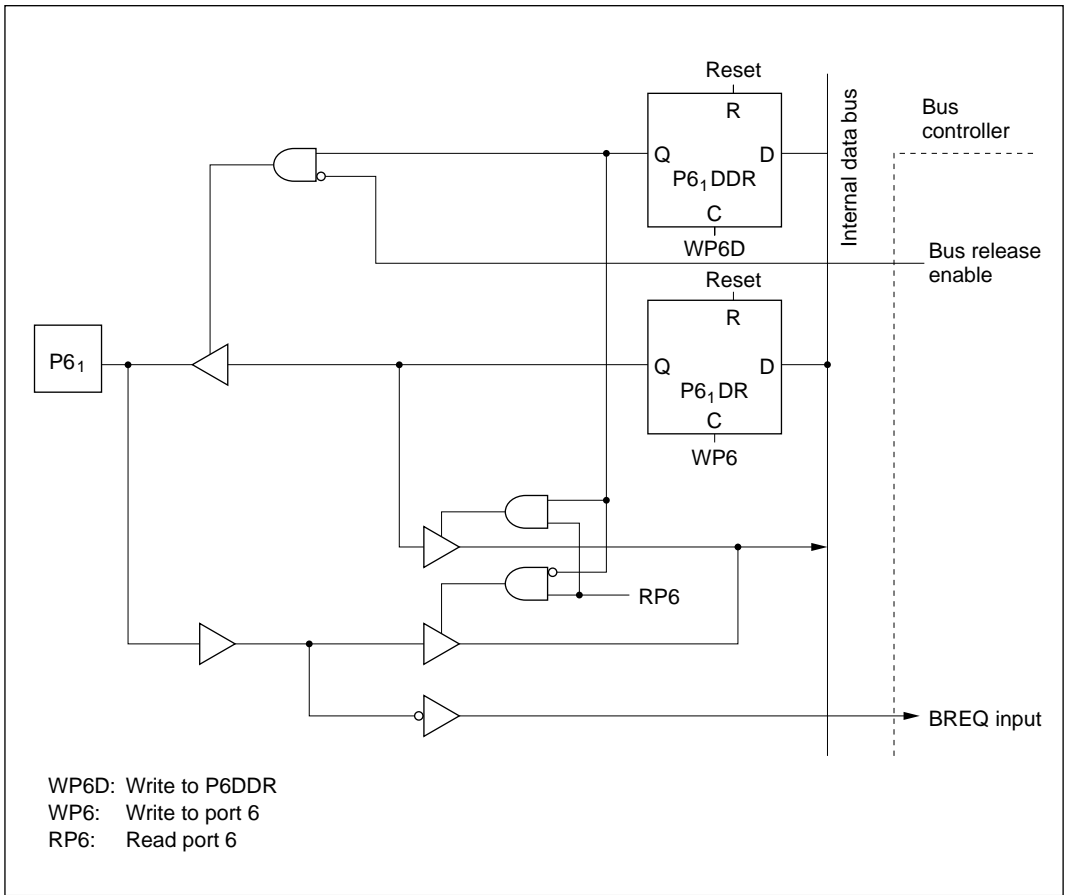 Reset
R
Q D
P6₁DDR
C
WP6D
Internal data bus
Bus
controller
Bus release
enable
Reset
R
P6₁
Q D
P6₁DR
C
WP6
RP6
BREQ input
WP6D: Write to P6DDR
WP6: Write to port 6
RP6: Read port 6